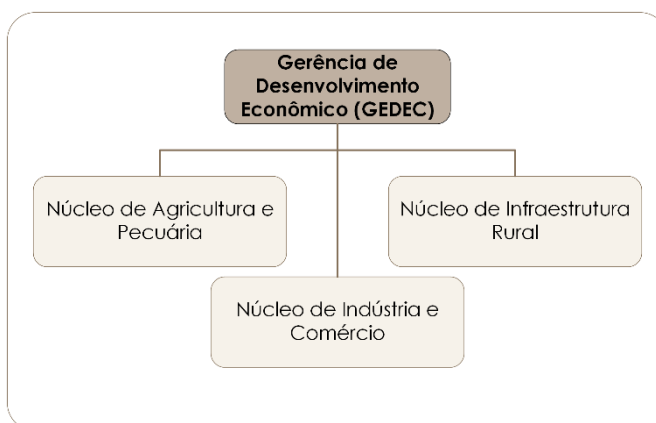 Gerência de
Desenvolvimento
Econômico (GEDEC)
Núcleo de Agricultura e
Pecuária
Núcleo de Infraestrutura
Rural
Núcleo de Indústria e
Comércio